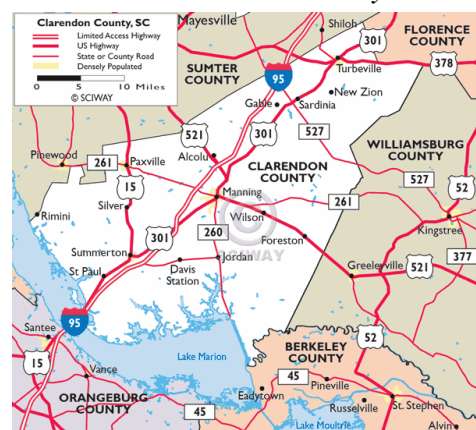 Clarendon County, SC
Limited Access Highway
US Highway
State or County Road
Densely Populated
0 10 Miles
© SCIWAY
Mayesville
Shiloh
301
FLORENCE
COUNTY
378
SUMTER
COUNTY
Turbeville
95
New Zion
Gable
Sardinia
521
301
527
Alcolu
WILLIAMSBURG
COUNTY
Pinewood
261
Paxville
CLARENDON
COUNTY
527
52
15
Manning
261
Silver
Wilson
Rimini
Kingstree
260
©
SCIWAY
301
Foreston
377
Summerton
Jordan
St Paul
Davis
Station
Greeleyville
521
95
52
Santee
BERKELEY
COUNTY
15
Lake Marion
Vance
45
Pineville
ORANGEBURG
COUNTY
Eadytown
St. Stephen
45
Russelville
Lake Moultrie
Alvin